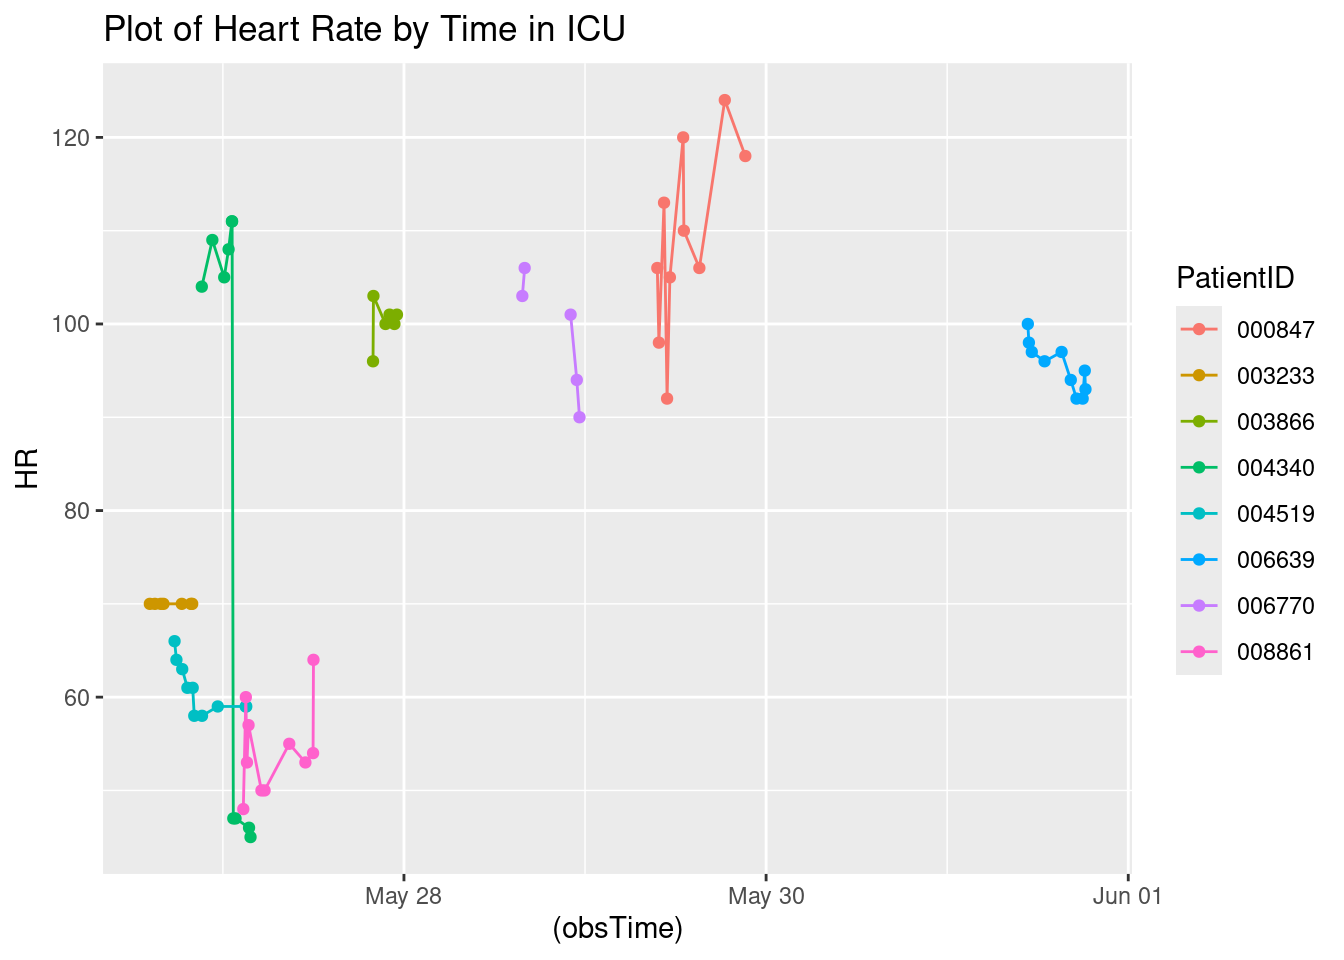 Plot of Heart Rate by Time in ICU
120
100
80
60
HR
May 28
May 30
Jun 01
(obsTime)
PatientID
000847
003233
003866
004340
004519
006639
006770
008861